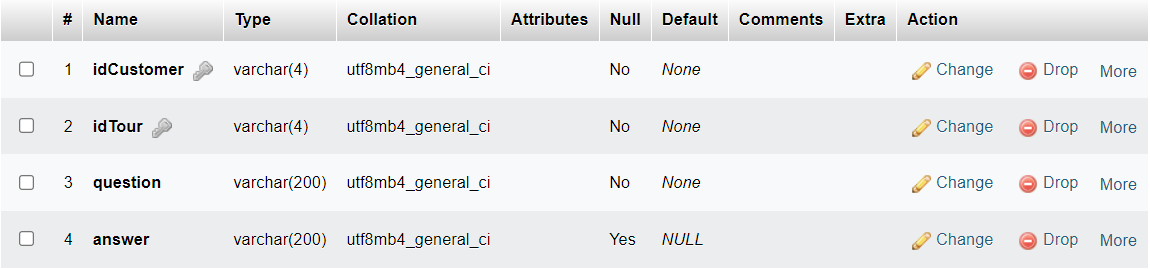 # Name Type Collation Attributes Null Default Comments Extra Action
1 idCustomer varchar(4) utf8mb4_general_ci No None Change Drop More
2 idTour varchar(4) utf8mb4_general_ci No None Change Drop More
3 question varchar(200) utf8mb4_general_ci No None Change Drop More
4 answer varchar(200) utf8mb4_general_ci Yes NULL Change Drop More